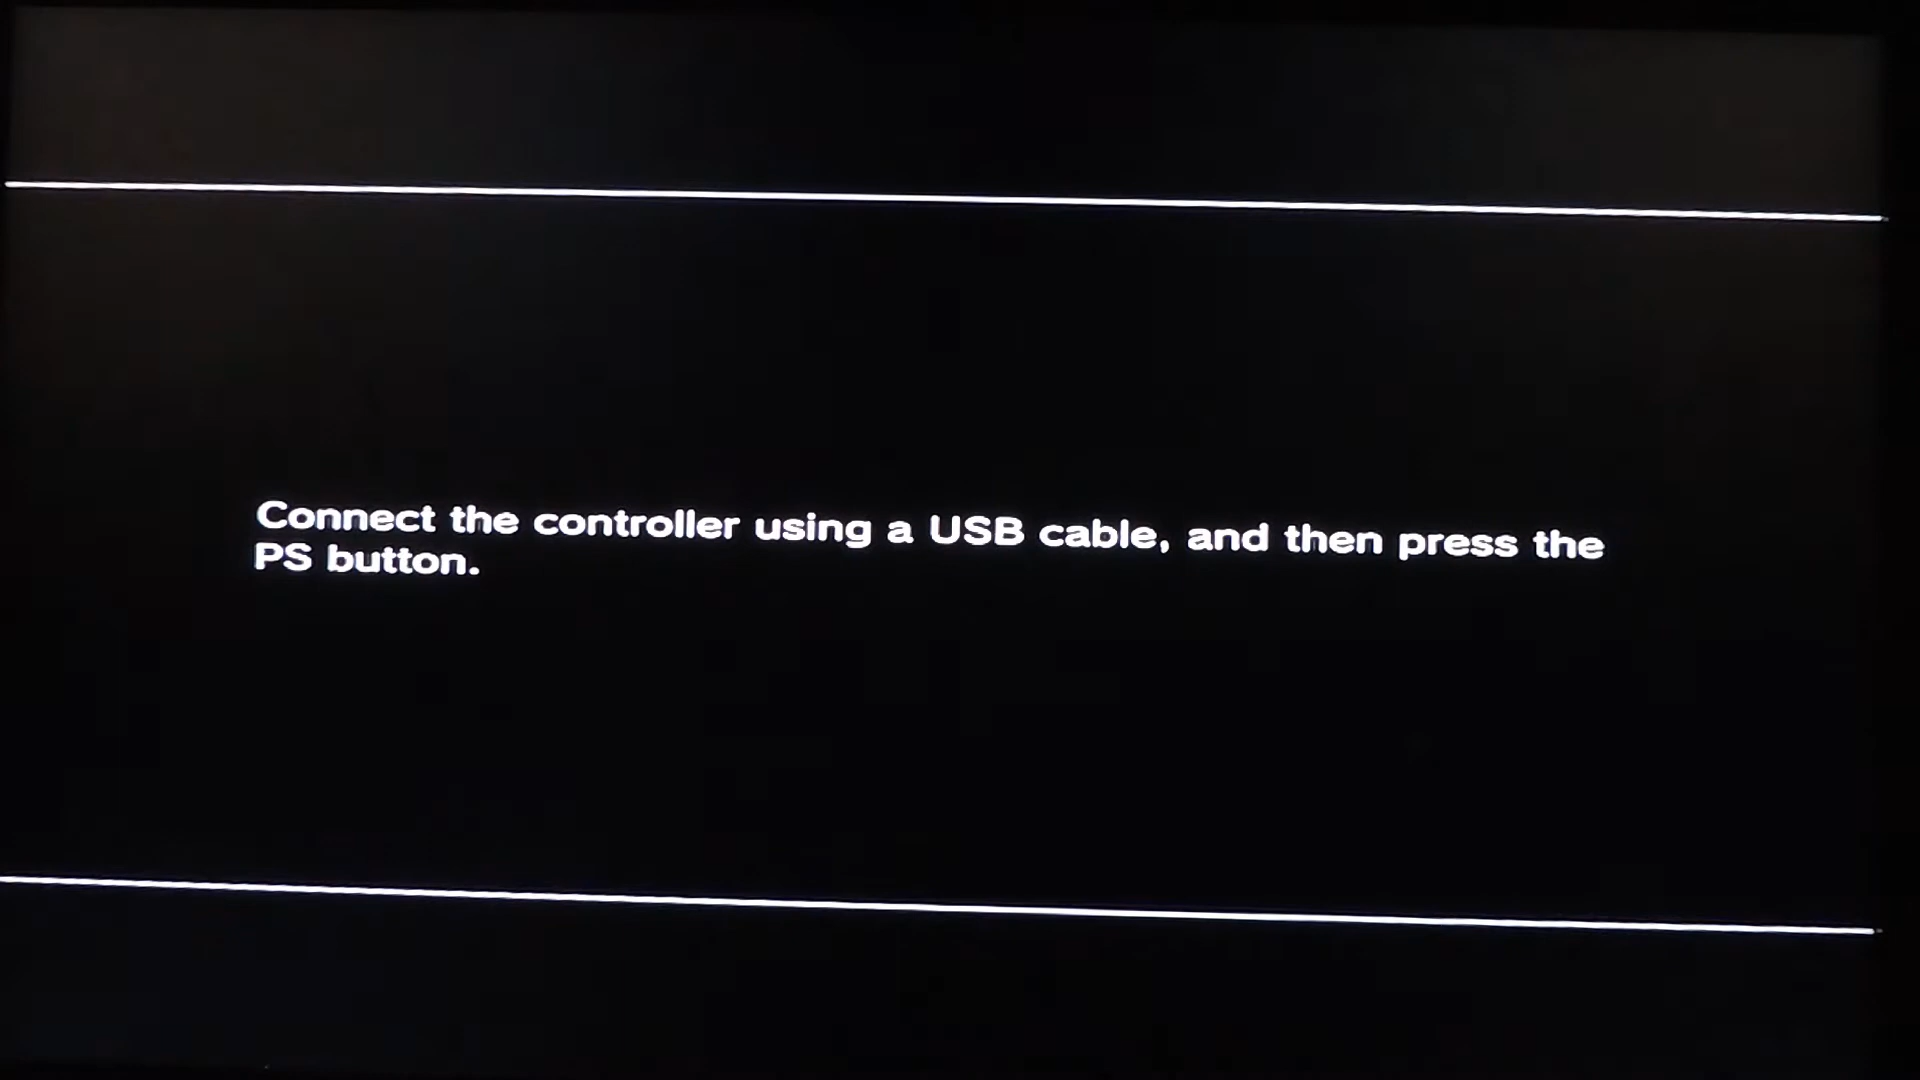 Connect the controller using a USB cable, and then press the
PS button.